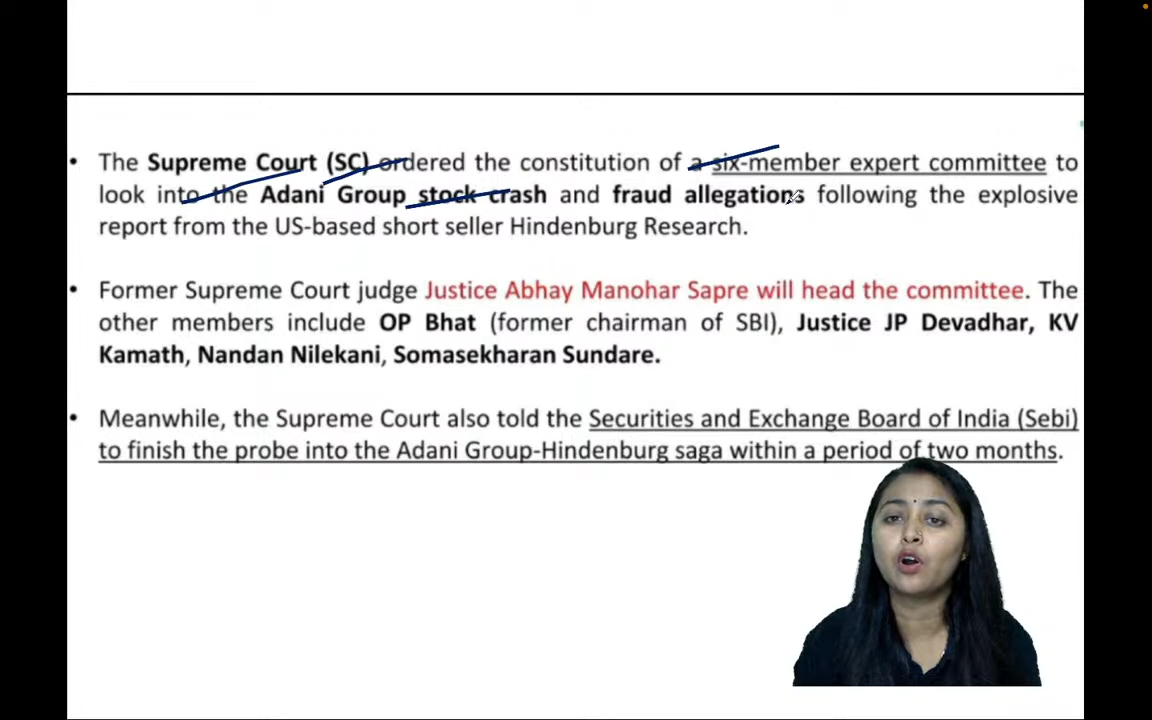 • The Supreme Court (SC) ordered the constitution of a six-member expert committee to
look into the Adani Group stock crash and fraud allegations following the explosive
report from the US-based short seller Hindenburg Research.
• Former Supreme Court judge Justice Abhay Manohar Sapre will head the committee. The
other members include OP Bhat (former chairman of SBI), Justice JP Devadhar, KV
Kamath, Nandan Nilekani, Somasekharan Sundare.
• Meanwhile, the Supreme Court also told the Securities and Exchange Board of India (Sebi)
to finish the probe into the Adani Group-Hindenburg saga within a period of two months.